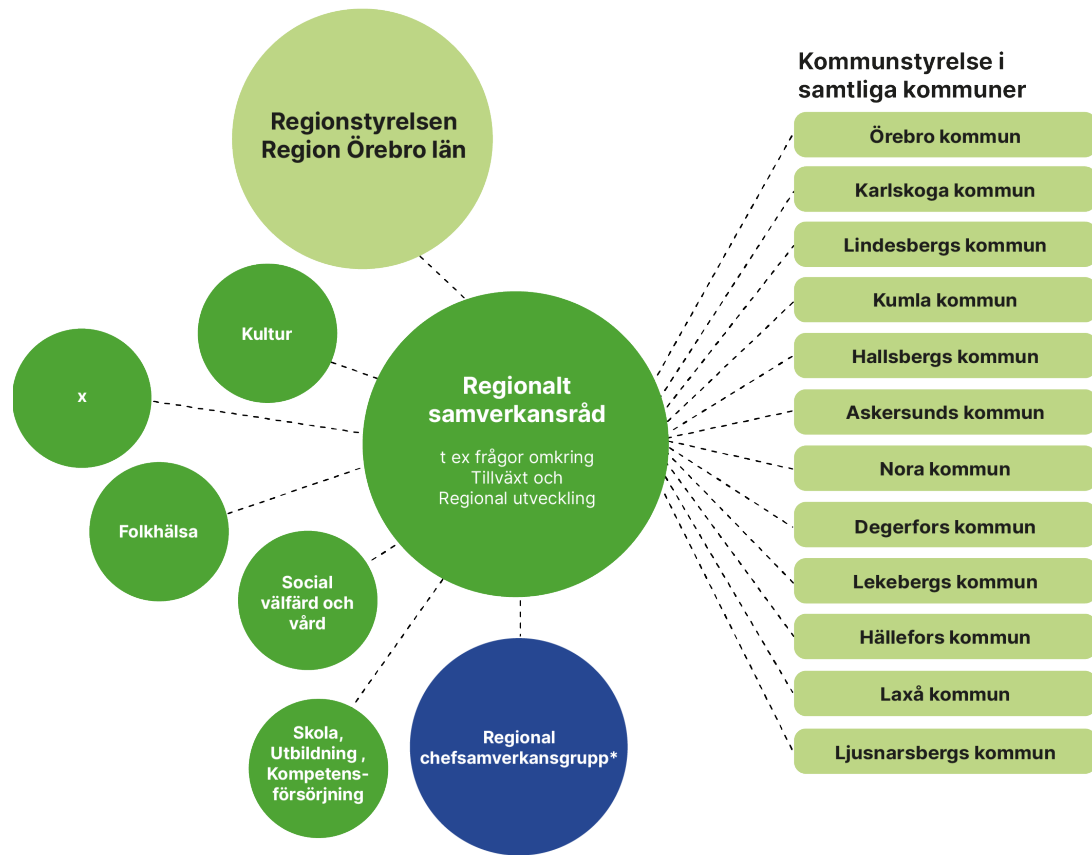 Regionstyrelsen
Region Örebro län
Kultur
x
Folkhälsa
Social
välfärd och
vård
Skola,
Utbildning ,
Kompetens-
försörjning
Regionalt
samverkansråd
t ex frågor omkring
Tillväxt och
Regional utveckling
Regional
chefsamverkansgrupp*
Kommunstyrelse i
samtliga kommuner
Örebro kommun
Karlskoga kommun
Lindesbergs kommun
Kumla kommun
Hallsbergs kommun
Askersunds kommun
Nora kommun
Degerfors kommun
Lekebergs kommun
Hällefors kommun
Laxå kommun
Ljusnarsbergs kommun